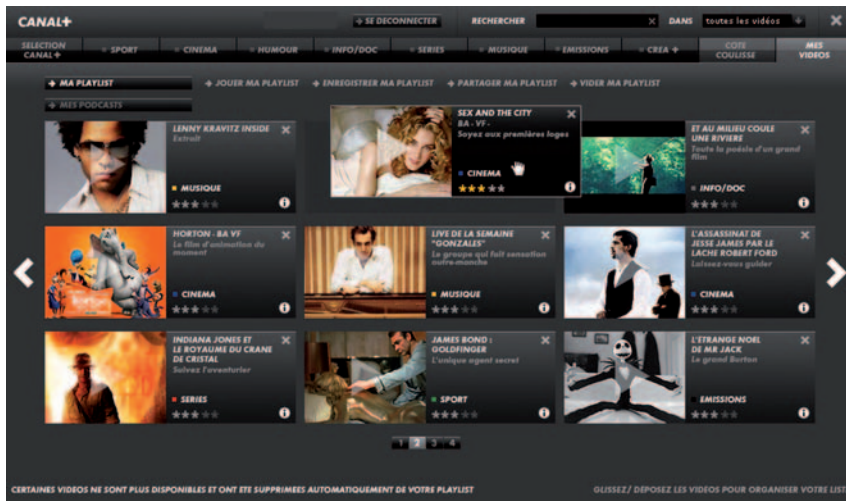 CANAL+
SE DECONNECTER
RECHERCHER
DANS
toutes les vidéos
SELECTION
CANAL+
SPORT
CINEMA
HUMOUR
INFO/DOC
SERIES
MUSIQUE
EMISSIONS
CREA +
COTE
COULISSE
MES
VIDEOS
MA PLAYLIST
JOUER MA PLAYLIST
ENREGISTRER MA PLAYLIST
PARTAGER MA PLAYLIST
VIDER MA PLAYLIST
MES PODCASTS
LENNY KRAVITZ INSIDE
Extrait
MUSIQUE
SEX AND THE CITY
BA - VF -
Soyez aux premières loges
CINEMA
ET AU MILIEU COULE
UNE RIVIERE
Toute la poésie d'un grand
film
INFO/DOC
HORTON - BA VF
Le film d'animation du
moment
CINEMA
LIVE DE LA SEMAINE
"GONZALES"
Le groupe qui fait sensation
outre-manche
MUSIQUE
L'ASSASSINAT DE
JESSE JAMES PAR LE
LACHE ROBERT FORD
Laissez-vous guider
CINEMA
INDIANA JONES ET
LE ROYAUME DU CRANE
DE CRISTAL
Suivez l'aventurier
SERIES
JAMES BOND :
GOLDFINGER
L'unique agent secret
SPORT
L'ETRANGE NOEL
DE MR JACK
Le grand Burton
EMISSIONS
1 2 3 4
CERTAINES VIDEOS NE SONT PLUS DISPONIBLES ET ONT ETE SUPPRIMEES AUTOMATIQUEMENT DE VOTRE PLAYLIST
GLISSEZ/ DEPOSEZ LES VIDEOS POUR ORGANISER VOTRE LIST